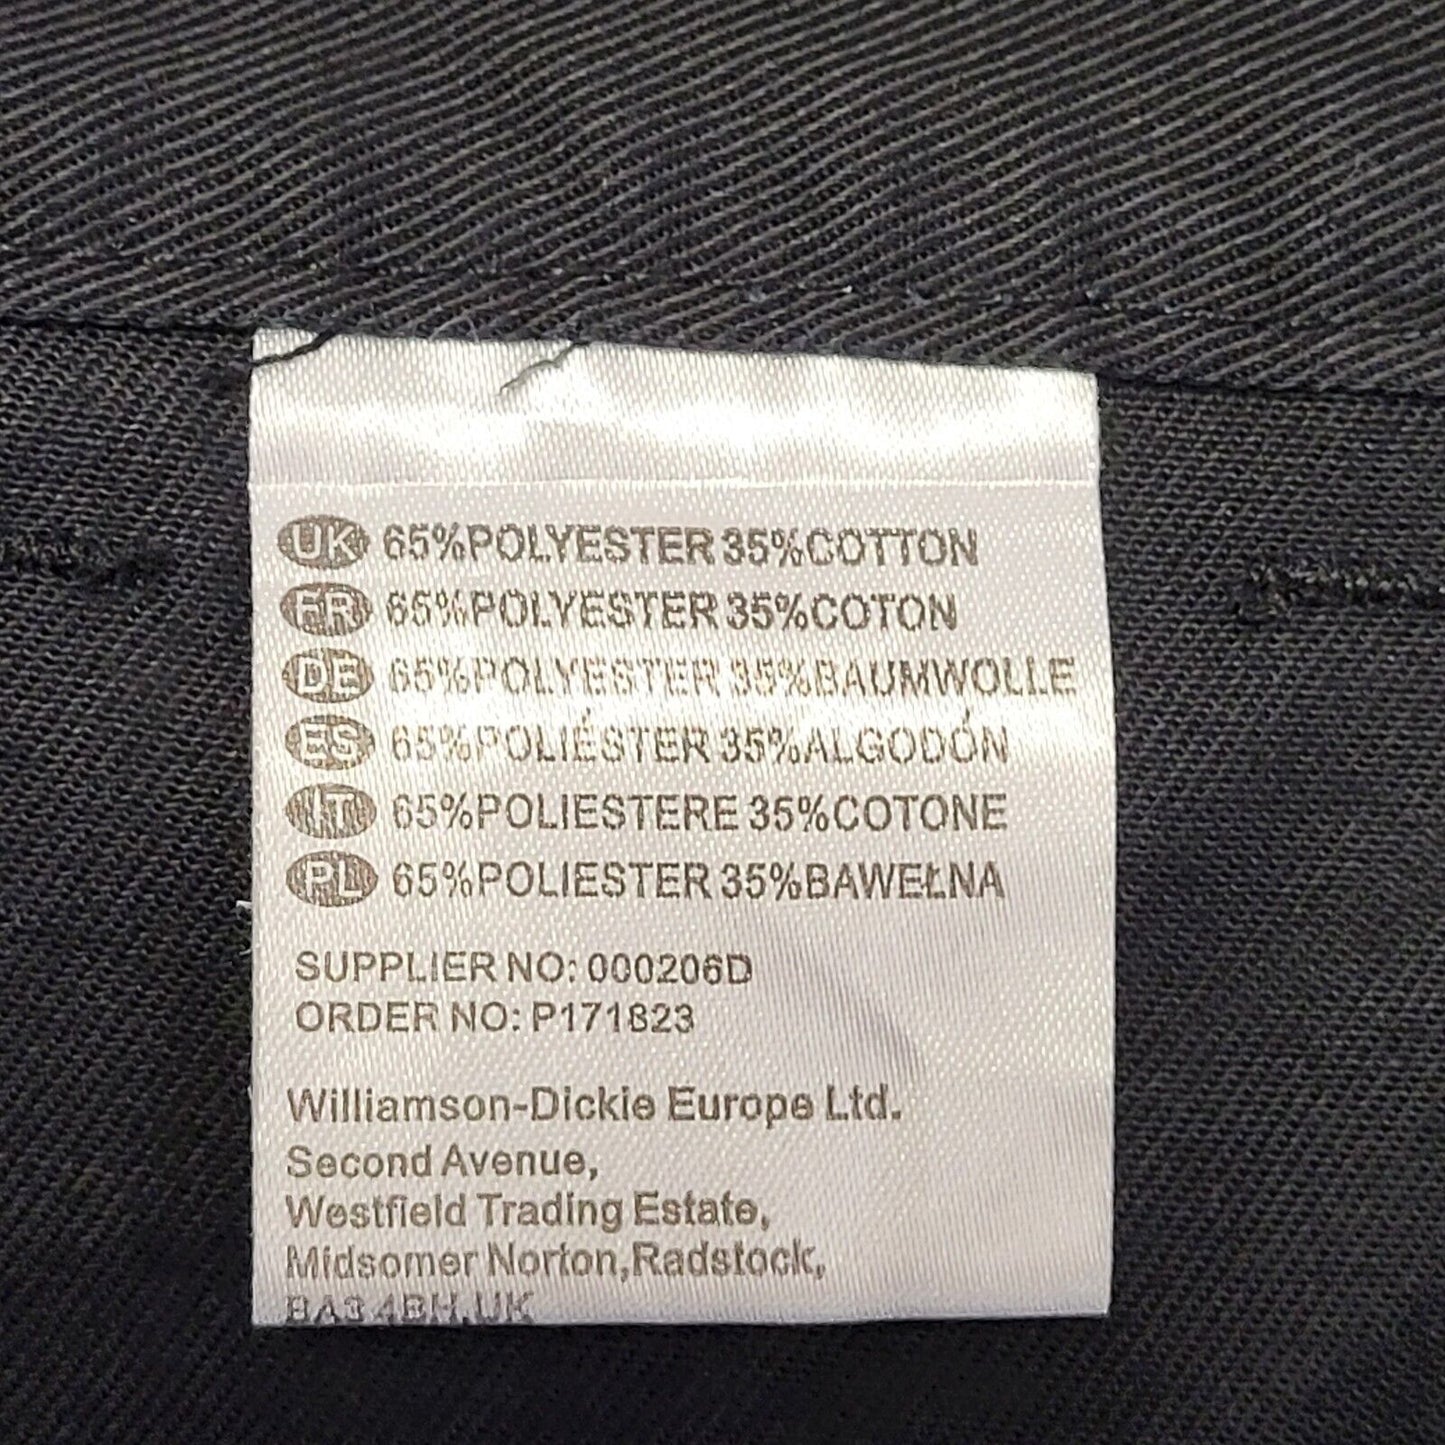 UK 65%POLYESTER 35%COTTON
FR 65%POLYESTER 35%COTON
DE 65%POLYESTER 35%BAUMWOLLE
ES 65%POLIÉSTER 35%ALGODÓN
IT 65%POLIESTERE 35%COTONE
PL 65%POLIESTER 35%BAWEŁNA
SUPPLIER NO: 000206D
ORDER NO: P171823
Williamson-Dickie Europe Ltd.
Second Avenue,
Westfield Trading Estate,
Midsomer Norton,Radstock,
BA3 4BH,UK